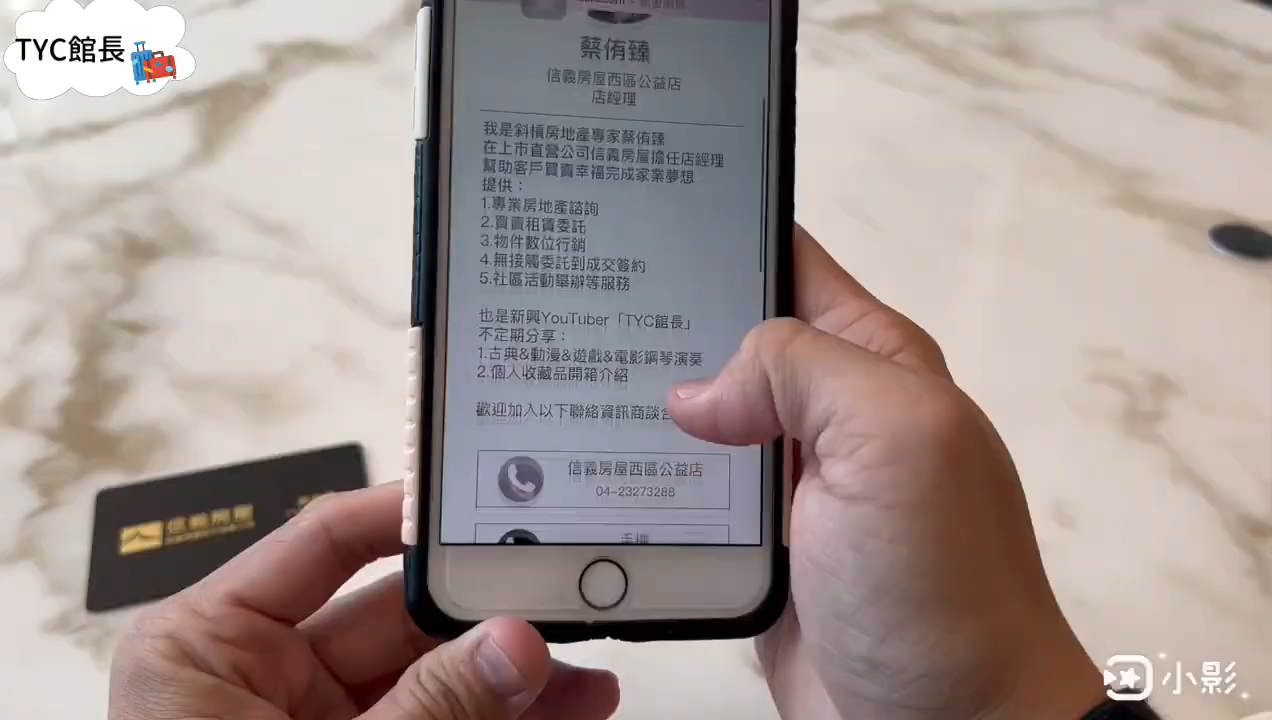 TYC館長
蔡侑臻
信義房屋西區公益店
店經理
我是斜槓房地產專家蔡侑臻
在上市直營公司信義房屋擔任店經理
幫助客戶買賣幸福完成家業夢想
提供：
1.專業房地產諮詢
2.買賣租賃委託
3.物件數位行銷
4.無接觸委託到成交簽約
5.社區活動舉辦等服務
也是新興YouTuber「TYC館長」
不定期分享：
1.古典&動漫&遊戲&電影鋼琴演奏
2.個人收藏品開箱介紹
歡迎加入以下聯絡資訊商談合
信義房屋西區公益店
04-23273288
手機
信義房屋
小影